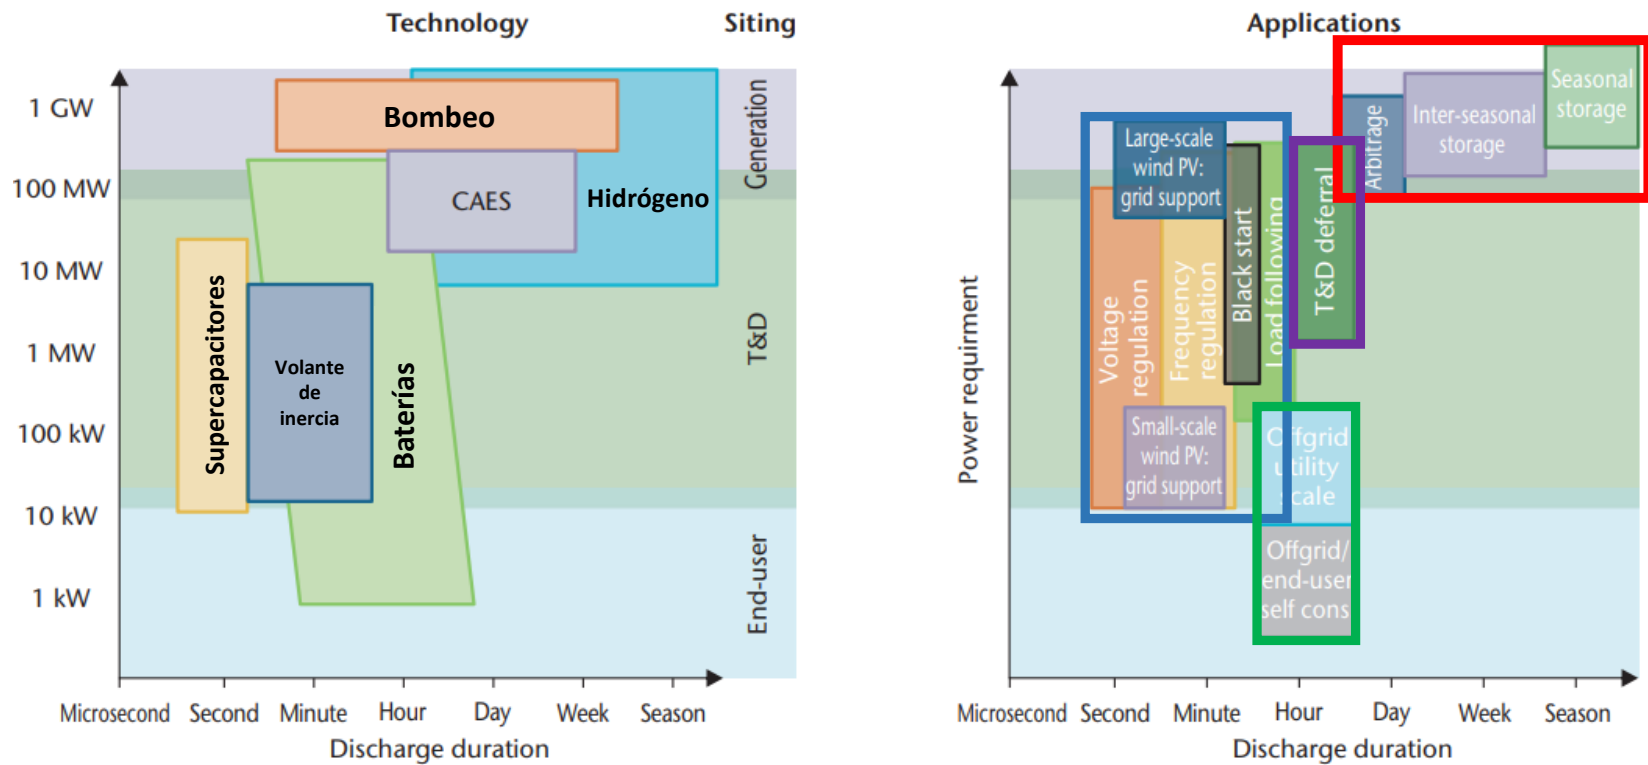 Technology
Siting
1 GW
100 MW
10 MW
1 MW
100 kW
10 kW
1 kW
Bombeo
CAES
Hidrógeno
Supercapacitores
Volante
de
inercia
Baterías
Generation
T&D
End-user
Microsecond
Second
Minute
Hour
Day
Week
Season
Discharge duration
Applications
Power requirment
Large-scale
wind PV:
grid support
Voltage
regulation
Frequency
regulation
Small-scale
wind PV:
grid support
Black start
Load following
T&D deferral
Arbitrage
Inter-seasonal
storage
Seasonal
storage
Offgrid
utility
scale
Offgrid/
end-user
self cons
Microsecond
Second
Minute
Hour
Day
Week
Season
Discharge duration